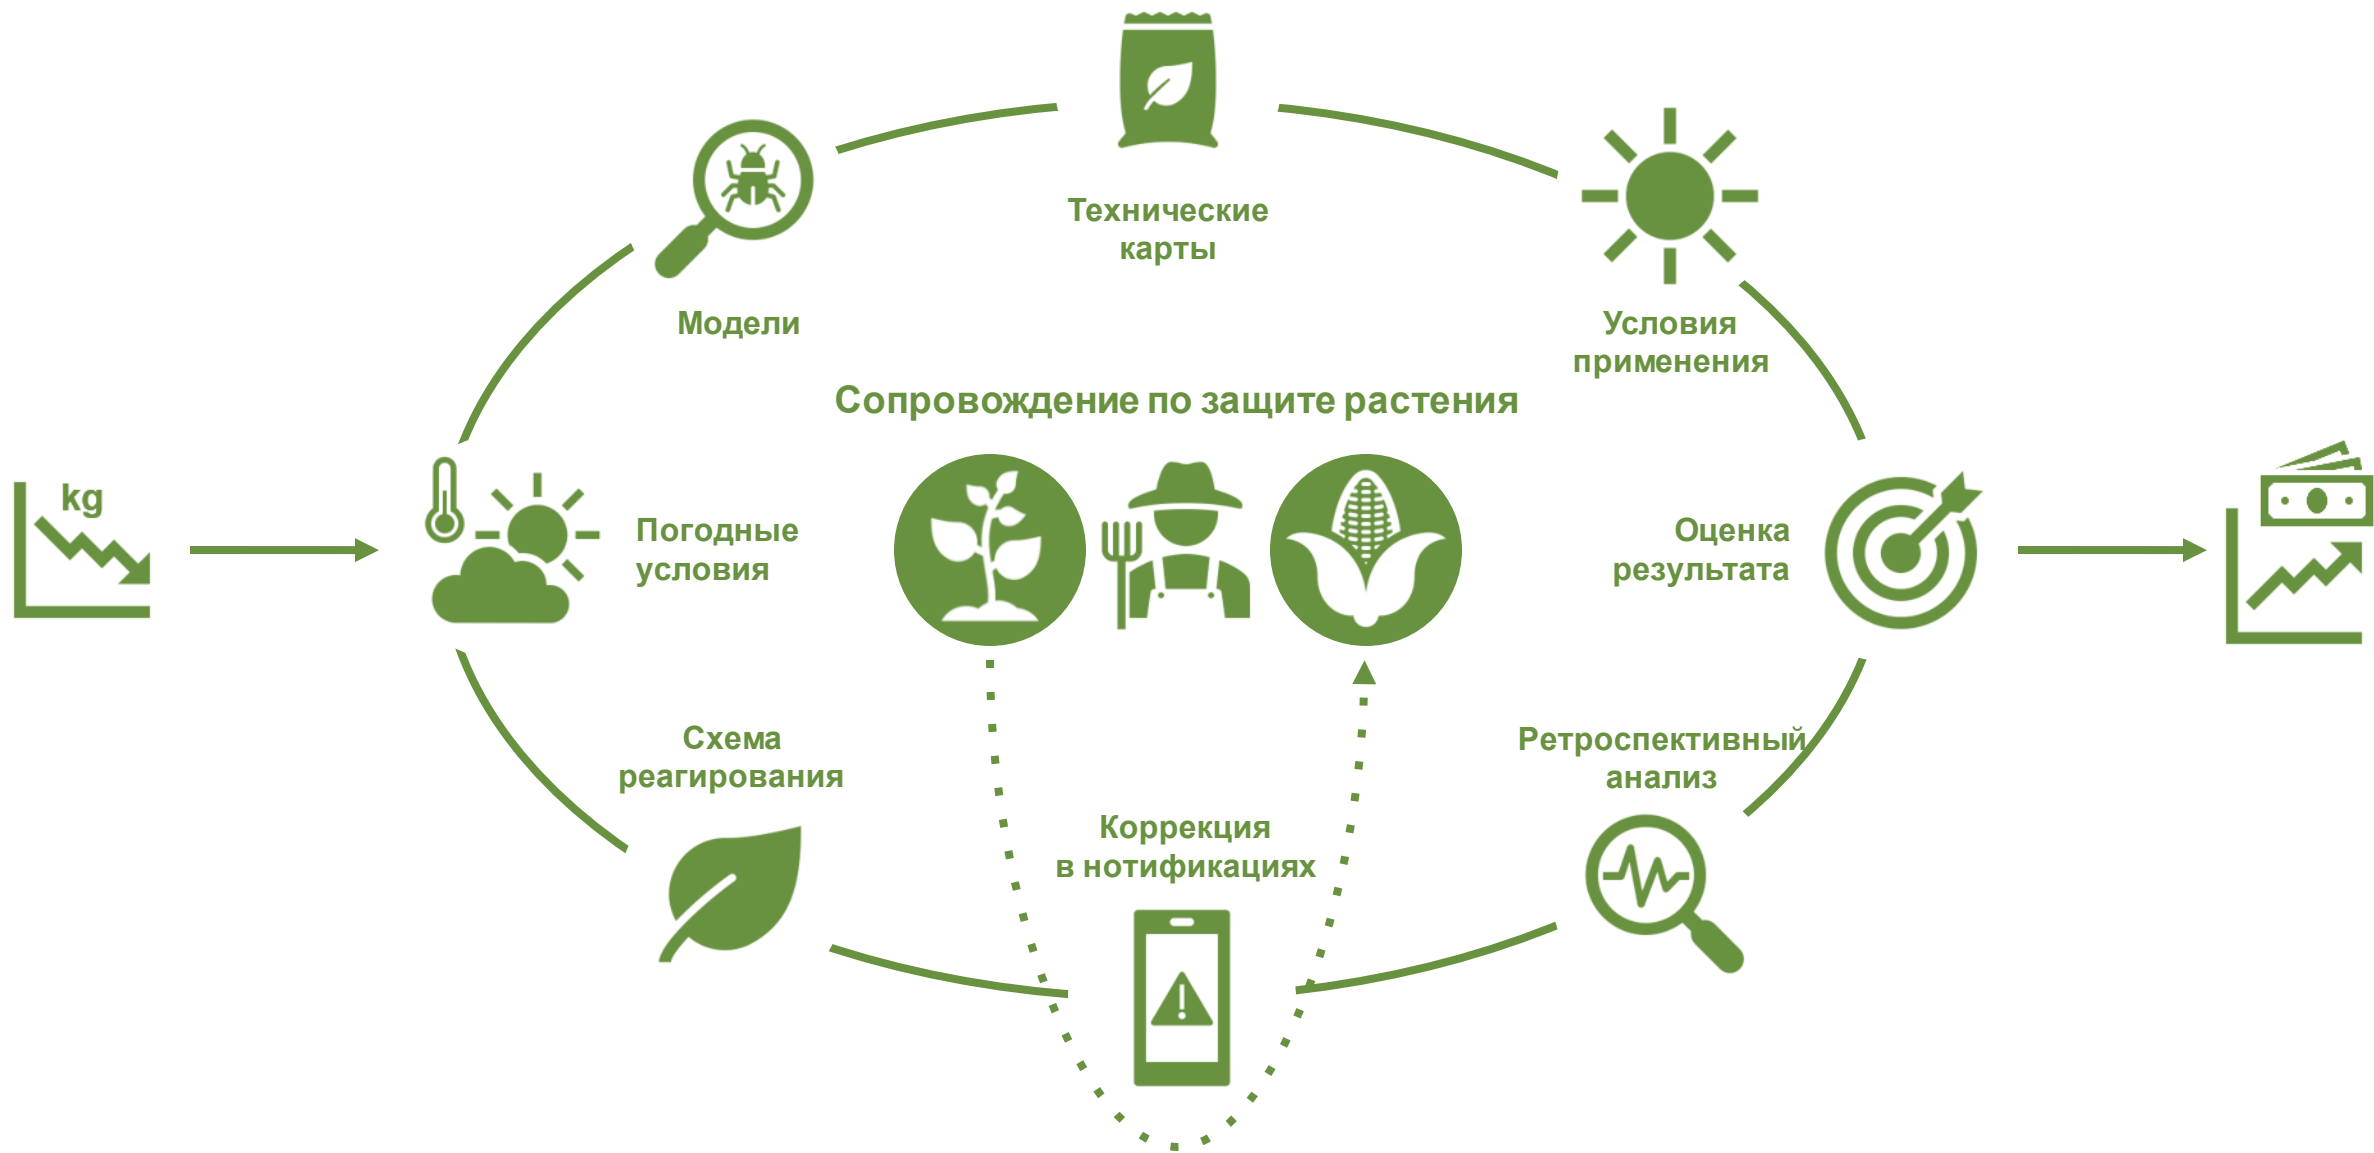 Технические
карты
Модели
Условия
применения
Сопровождение по защите растения
kg
Погодные
условия
Оценка
результата
Схема
реагирования
Ретроспективный
анализ
Коррекция
в нотификациях